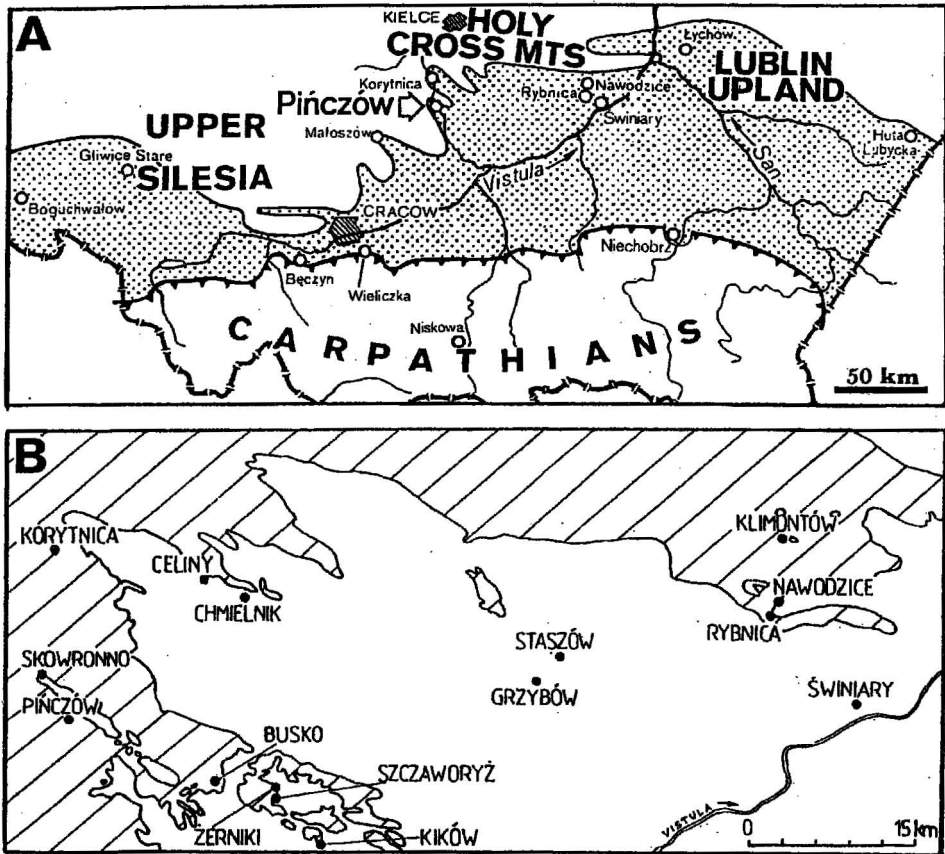 A
KIELCE
HOLY
CROSS MTS
Łychów
LUBLIN
UPLAND
Korytnica
Nawodzice
Rybnica
Pińczów
Świniary
UPPER
Małoszów
Huta
Lubycka
Gliwice Stare
SILESIA
Vistula
San
Boguchwałow
CRACOW
Niechobrz
Bęczyn
Wieliczka
Niskowa
CARPATHIANS
50 km
B
KORYTNICA
KLIMONTÓW
CELINY
NAWODZICE
CHMIELNIK
RYBNICA
STASZÓW
SKOWRONNO
GRZYBÓW
ŚWINIARY
PIŃCZÓW
BUSKO
SZCZAWORYŻ
VISTULA
0 15 km
ŻERNIKI
KIKÓW